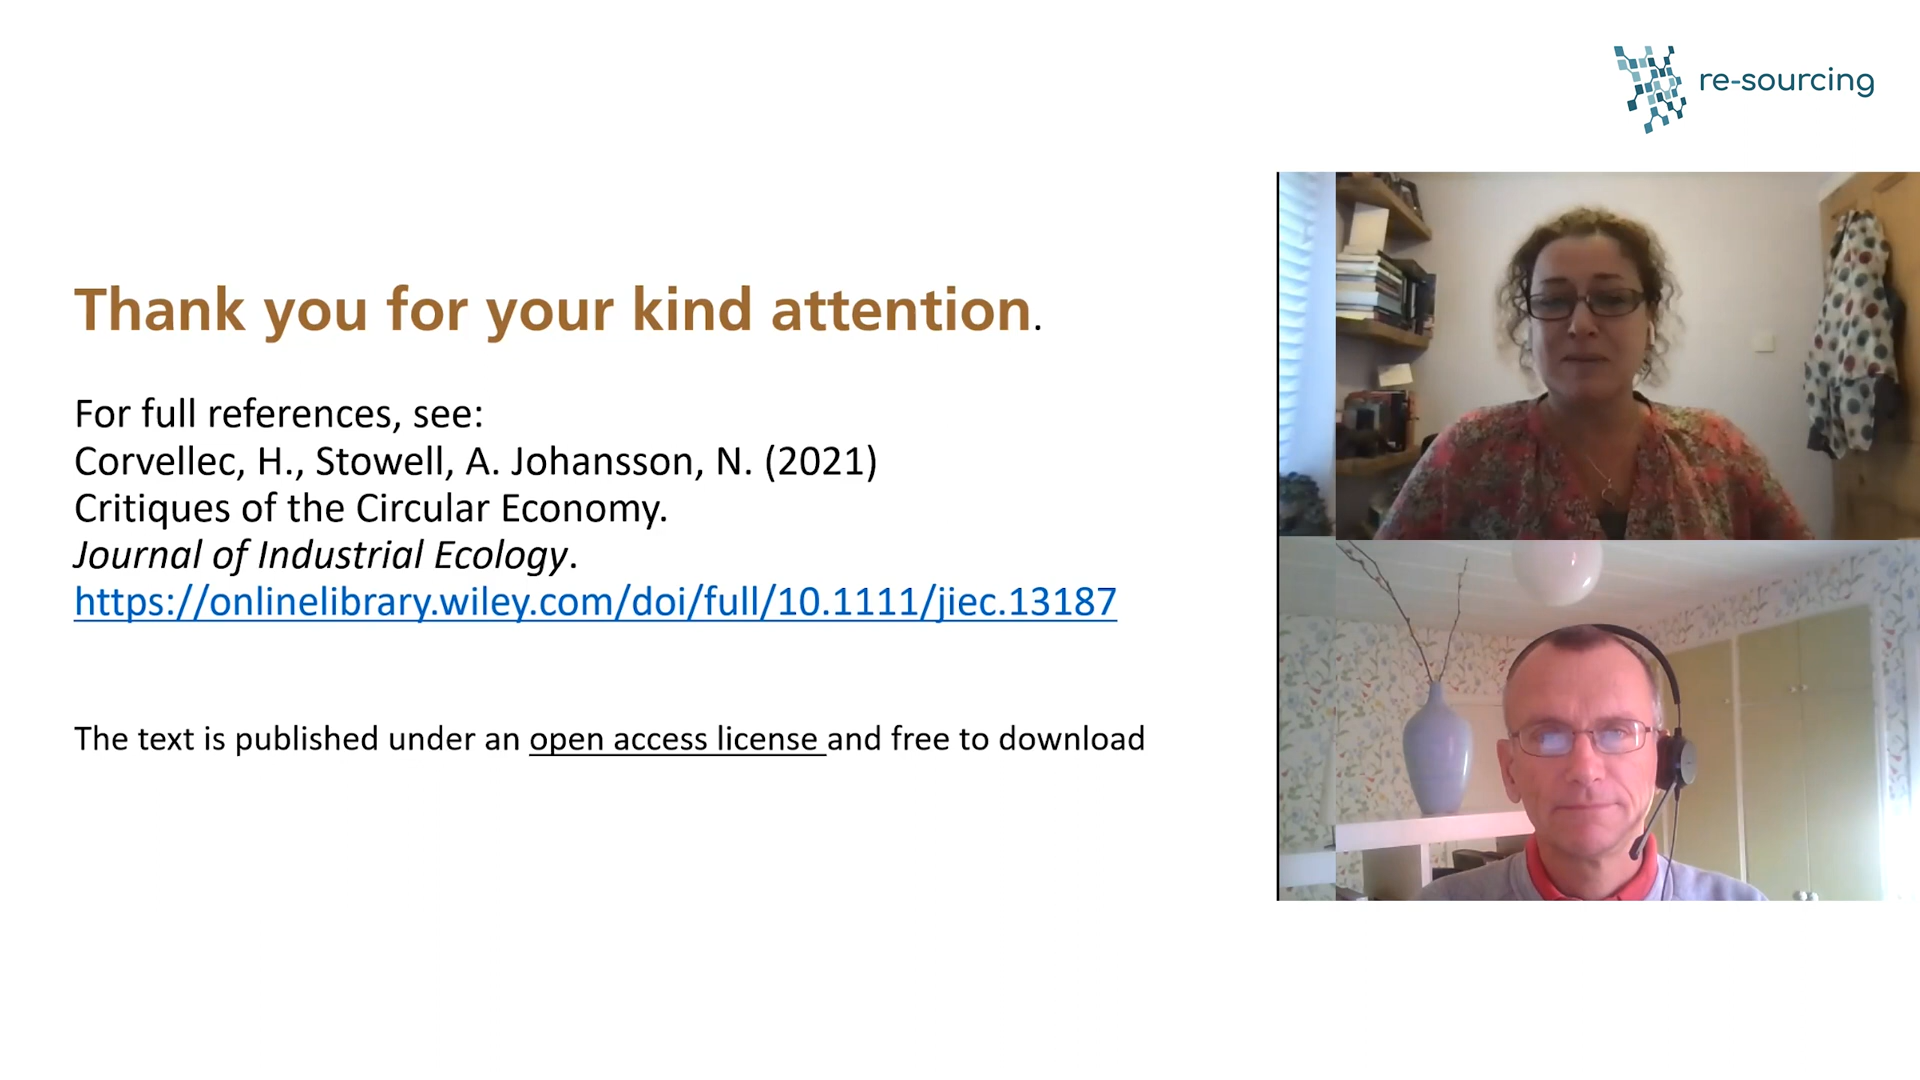 re-sourcing
Thank you for your kind attention.
For full references, see:
Corvellec, H., Stowell, A. Johansson, N. (2021)
Critiques of the Circular Economy.
Journal of Industrial Ecology.
https://onlinelibrary.wiley.com/doi/full/10.1111/jiec.13187
The text is published under an open access license and free to download